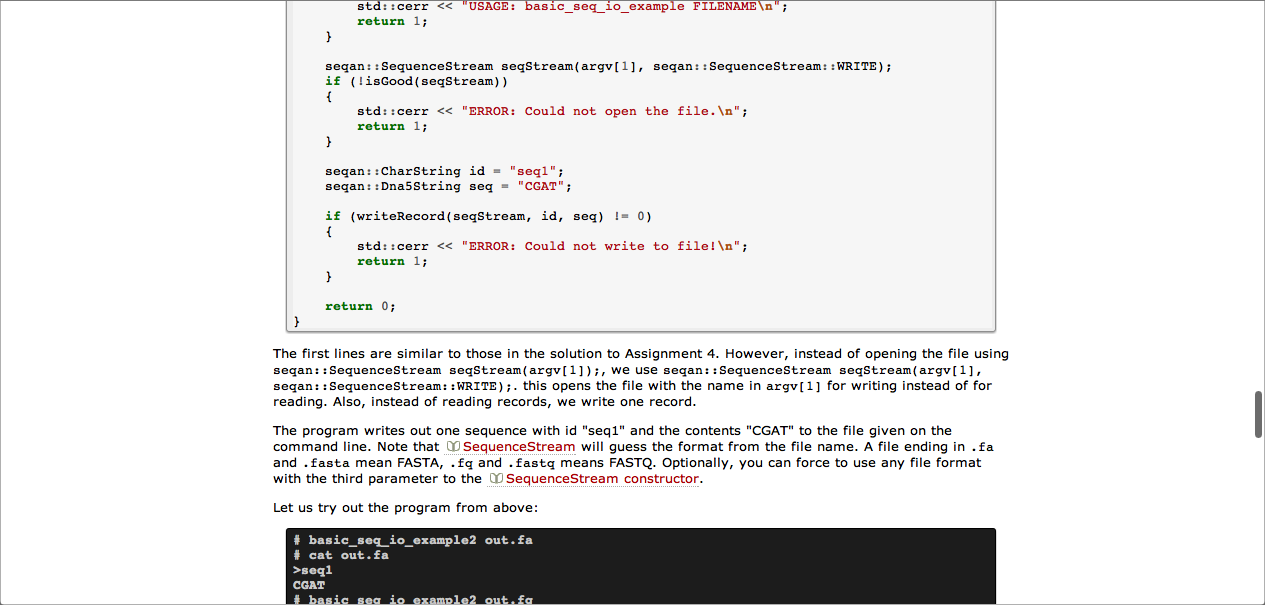 std::cerr << "USAGE: basic_seq_io_example FILENAME\n";
return 1;
}
seqan::SequenceStream seqStream(argv[1], seqan::SequenceStream::WRITE);
if (!isGood(seqStream))
{
std::cerr << "ERROR: Could not open the file.\n";
return 1;
}
seqan::CharString id = "seq1";
seqan::Dna5String seq = "CGAT";
if (writeRecord(seqStream, id, seq) != 0)
{
std::cerr << "ERROR: Could not write to file!\n";
return 1;
}
return 0;
}
The first lines are similar to those in the solution to Assignment 4. However, instead of opening the file using
seqan::SequenceStream seqStream(argv[1]);, we use seqan::SequenceStream seqStream(argv[1],
seqan::SequenceStream::WRITE);. this opens the file with the name in argv[1] for writing instead of for
reading. Also, instead of reading records, we write one record.
The program writes out one sequence with id "seq1" and the contents "CGAT" to the file given on the
command line. Note that SequenceStream will guess the format from the file name. A file ending in .fa
and .fasta mean FASTA, .fq and .fastq means FASTQ. Optionally, you can force to use any file format
with the third parameter to the SequenceStream constructor.
Let us try out the program from above:
# basic_seq_io_example2 out.fa
# cat out.fa
>seq1
CGAT
# basic_seq_io_example2 out.fq